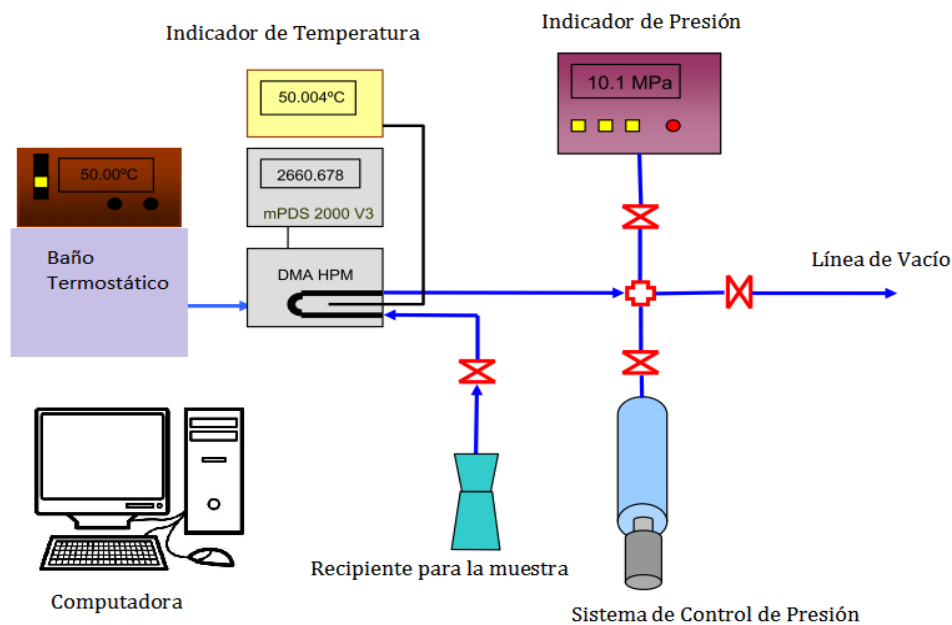 Indicador de Presión
Indicador de Temperatura
10.1 MPa
50.004ºC
50.00ºC
2660.678
mPDS 2000 V3
Baño
Termostático
DMA HPM
Línea de Vacío
Recipiente para la muestra
Computadora
Sistema de Control de Presión